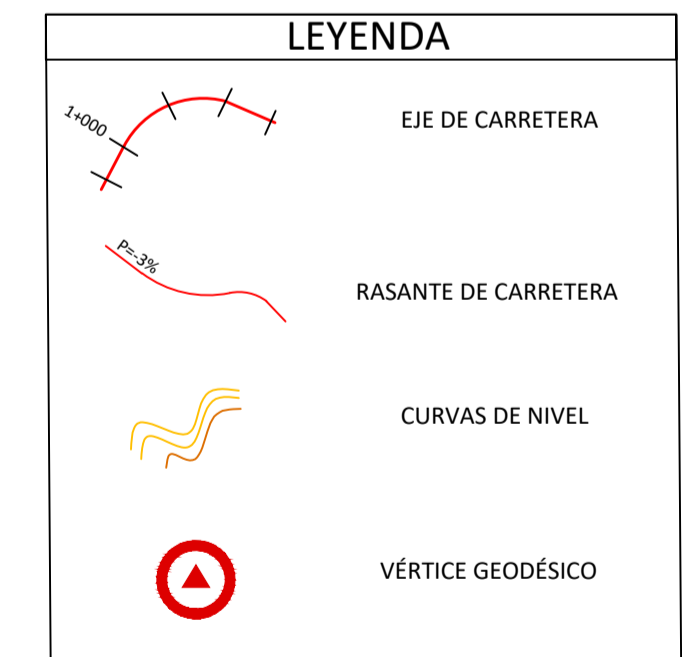 LEYENDA
1+000
EJE DE CARRETERA
P=-3%
RASANTE DE CARRETERA
CURVAS DE NIVEL
VÉRTICE GEODÉSICO